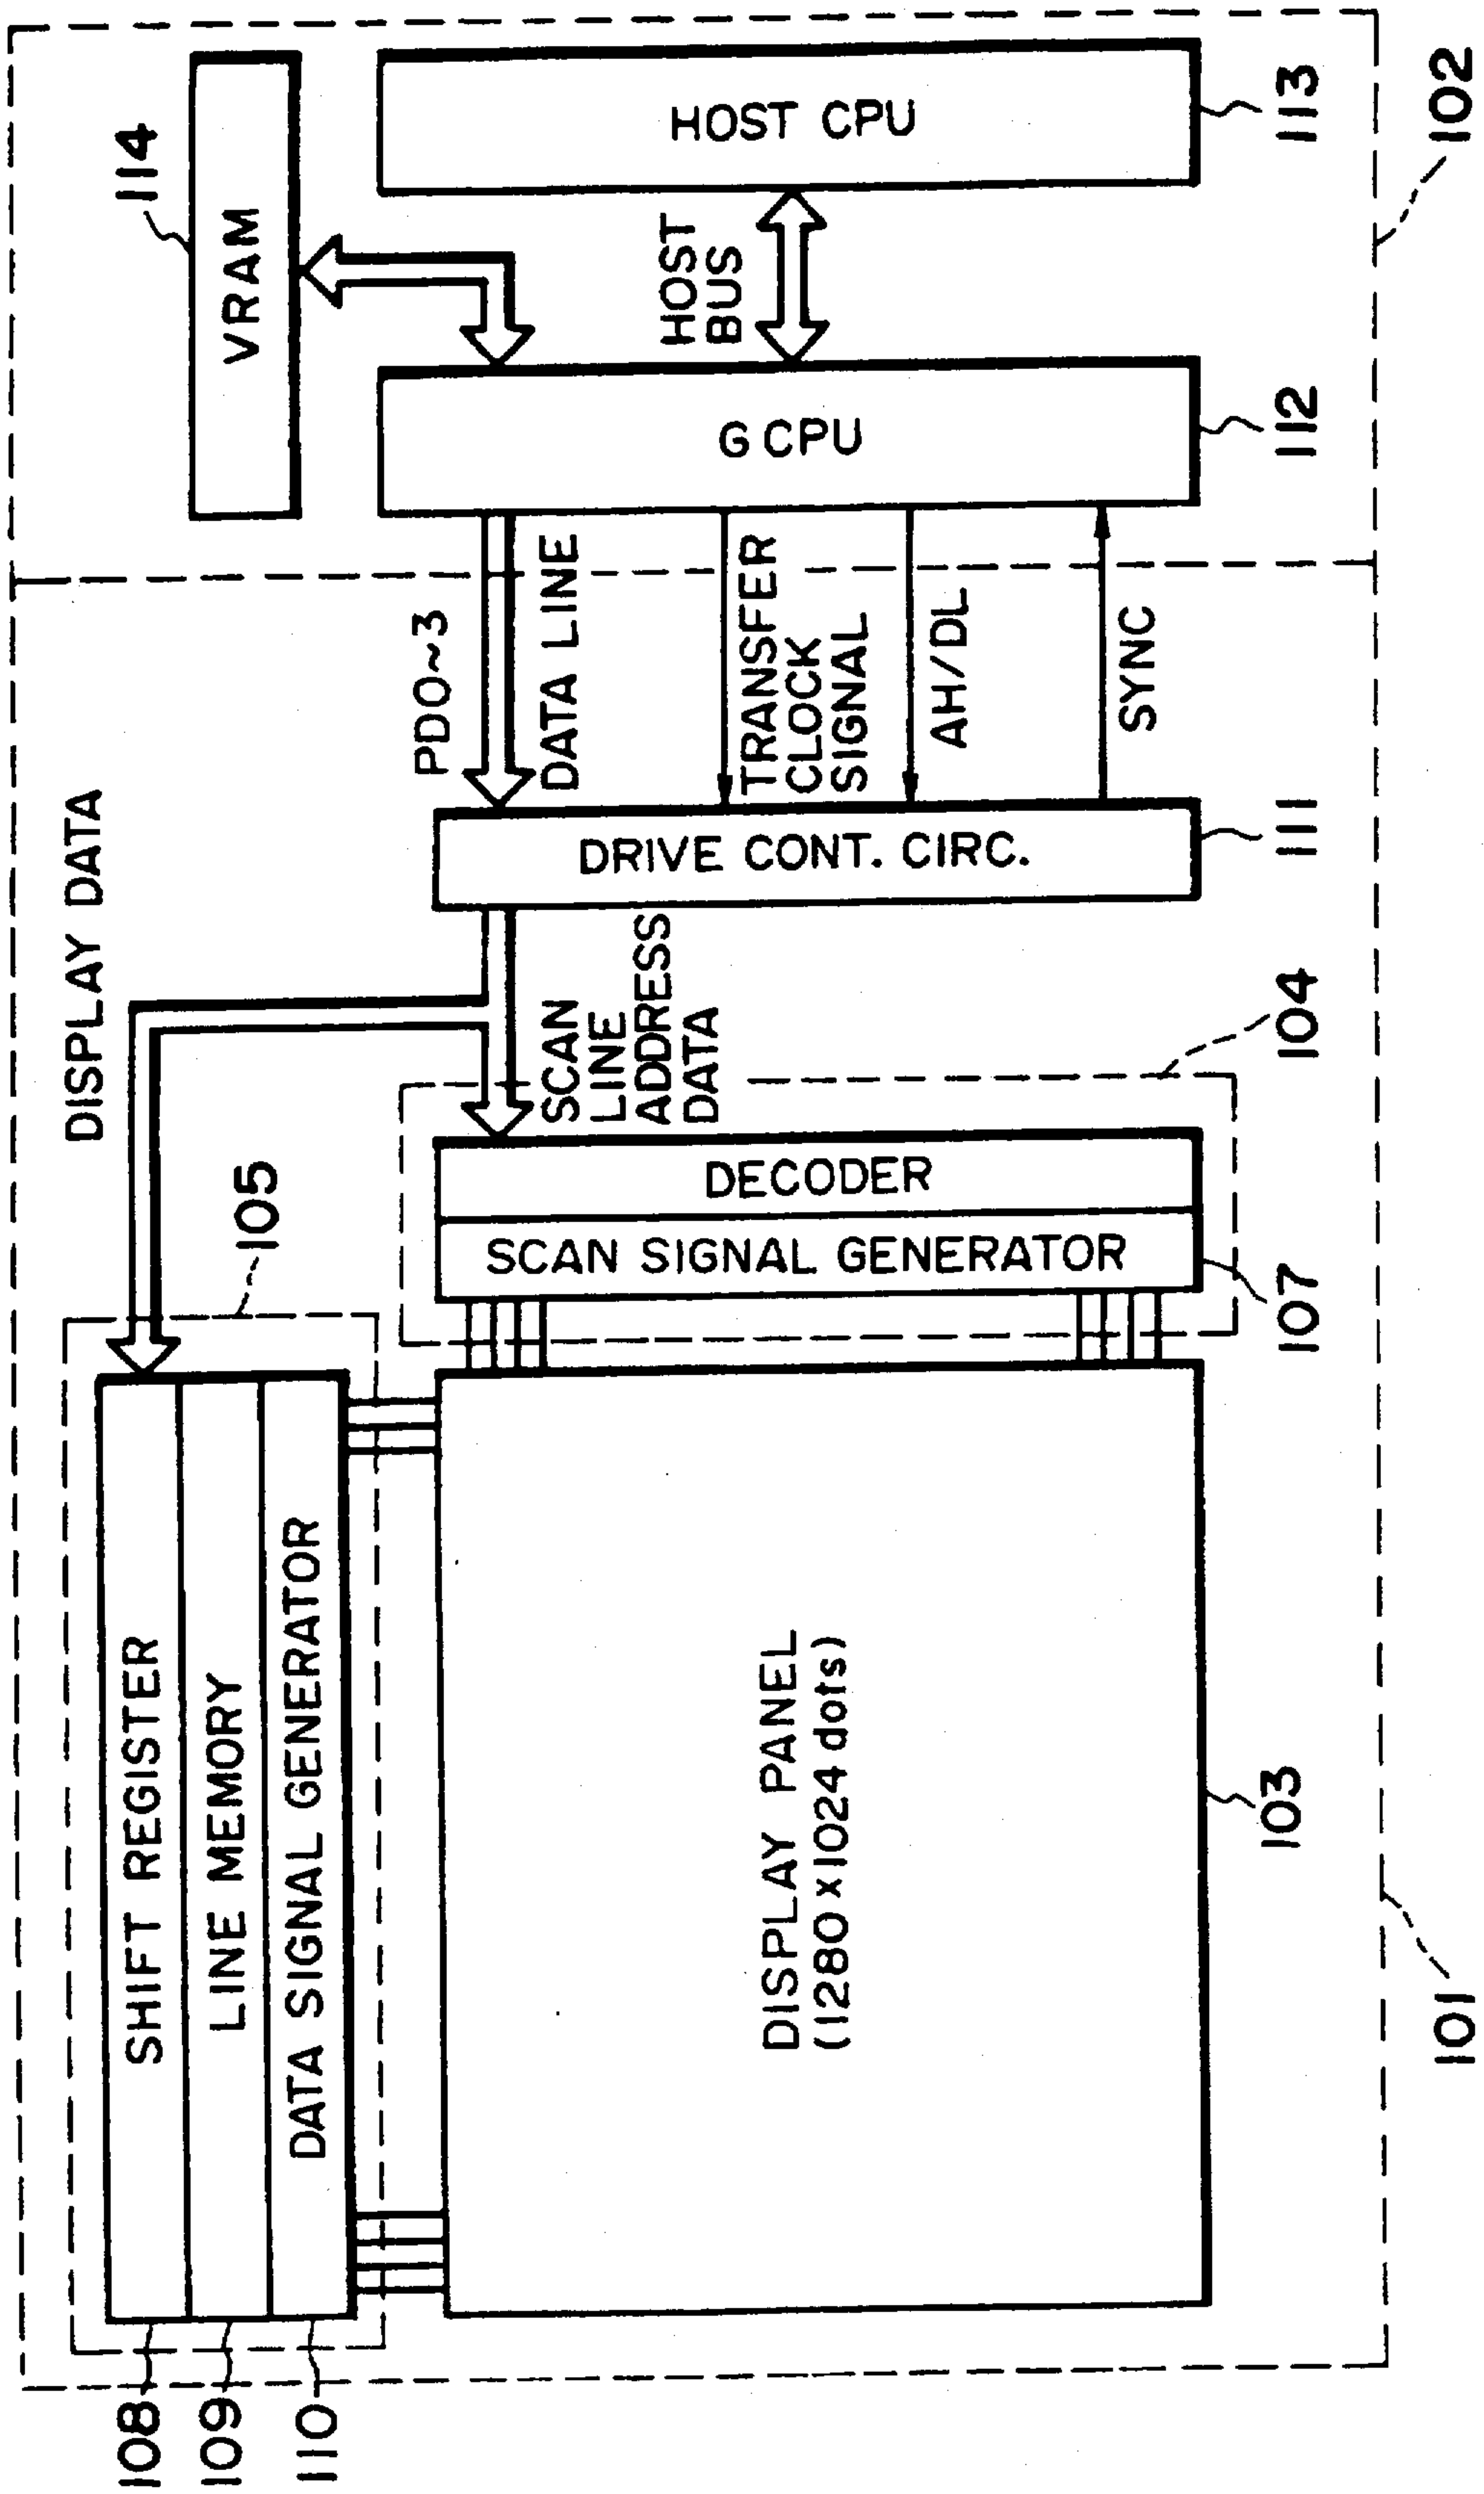 108
109
110
SHIFT REGISTER
LINE MEMORY
DATA SIGNAL GENERATOR
105
DISPLAY DATA
114
VRAM
DISPLAY PANEL
(1280×1024 dots)
103
101
DECODER
SCAN SIGNAL GENERATOR
107
104
SCAN
LINE
ADDRESS
DATA
DRIVE CONT. CIRC.
111
PD0~3
DATA LINE
TRANSFER
CLOCK
SIGNAL
AH/DL
SYNC
G CPU
112
HOST
BUS
HOST CPU
113
102